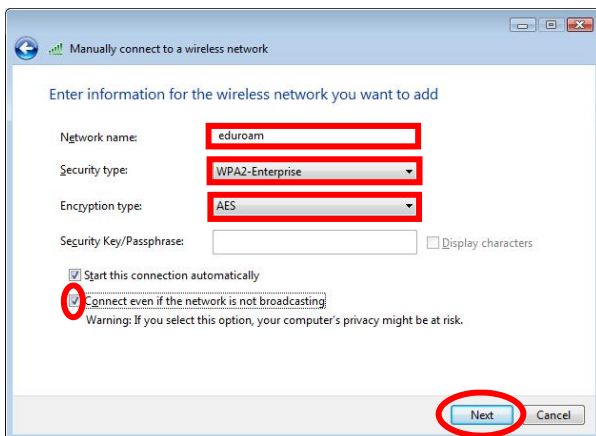 Manually connect to a wireless network
Enter information for the wireless network you want to add
Network name: eduroam
Security type: WPA2-Enterprise
Encryption type: AES
Security Key/Passphrase: Display characters
Start this connection automatically
Connect even if the network is not broadcasting
Warning: If you select this option, your computer's privacy might be at risk.
Next Cancel